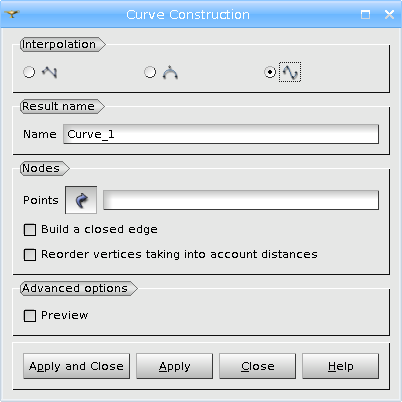 Curve Construction
Interpolation
Result name
Name Curve_1
Nodes
Points
Build a closed edge
Reorder vertices taking into account distances
Advanced options
Preview
Apply and Close Apply Close Help